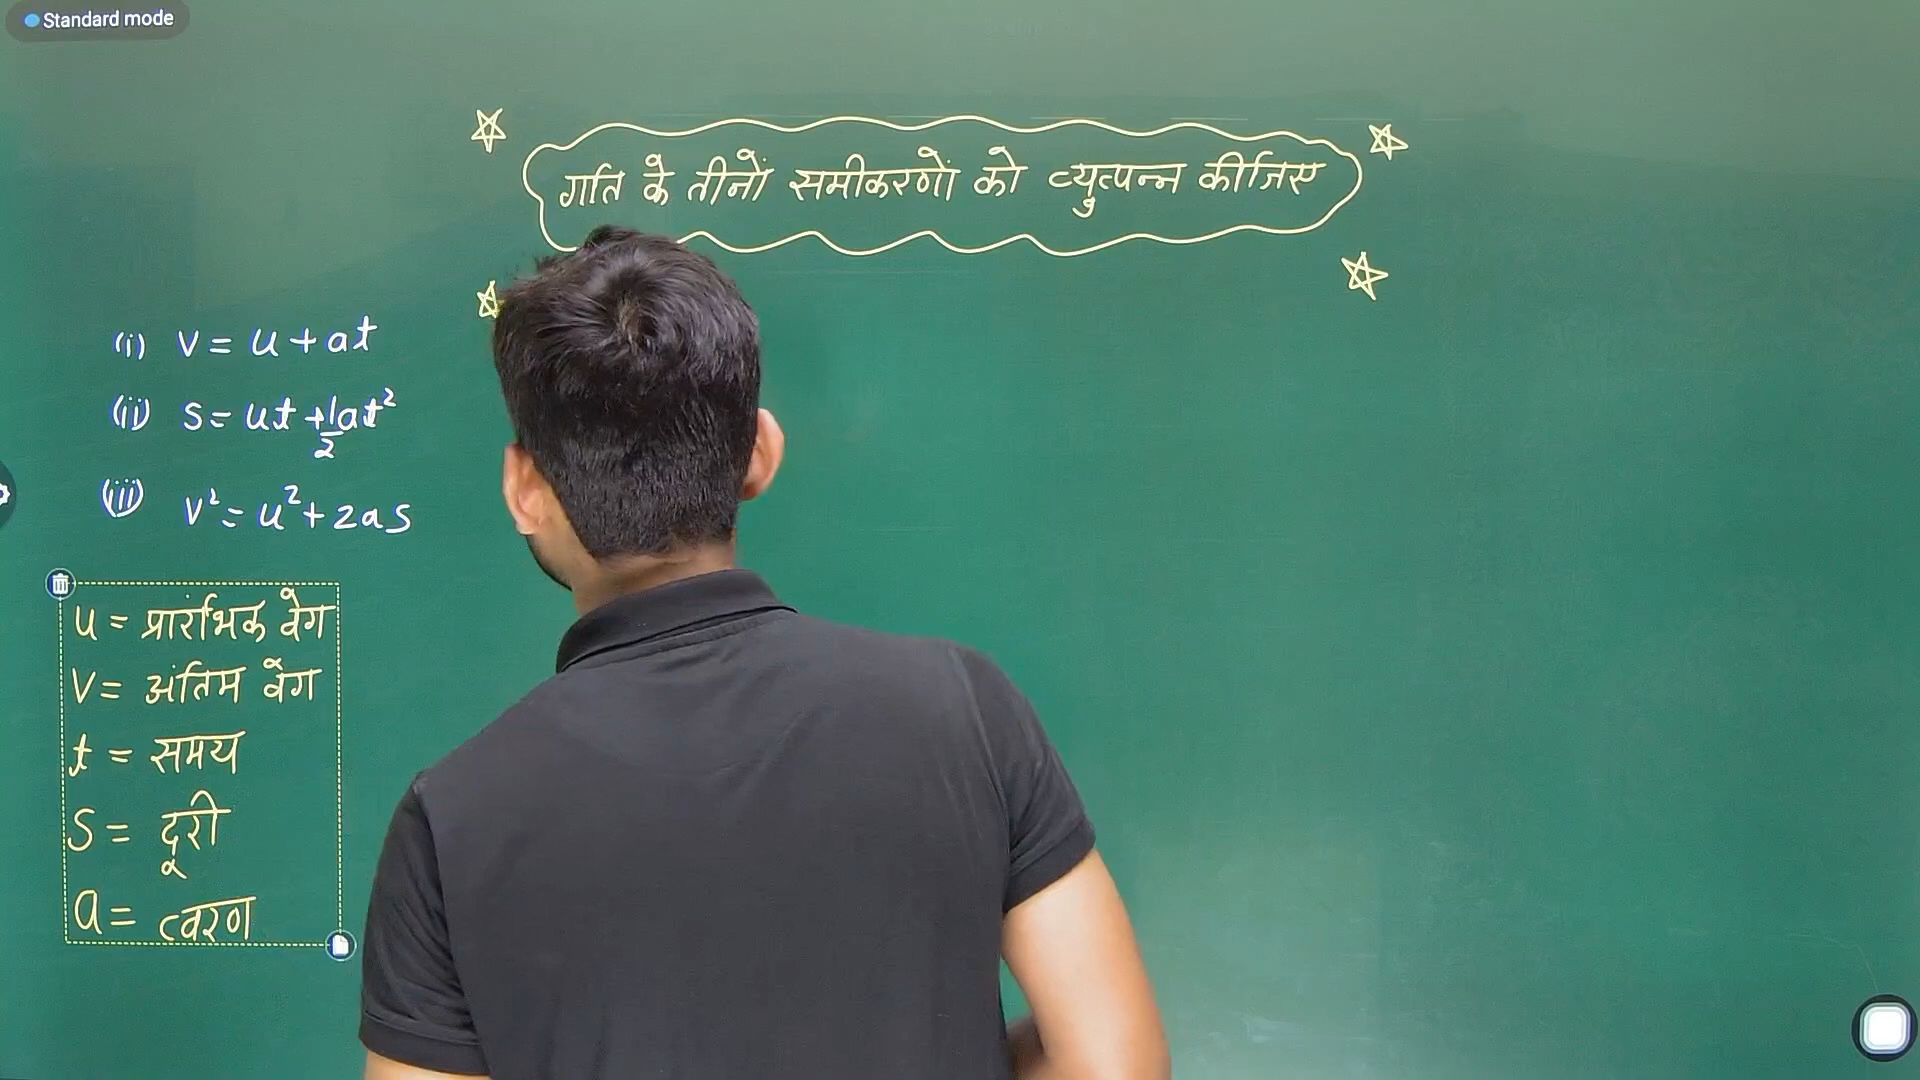 Standard mode
गति के तीनों समीकरणों को व्युत्पन्न कीजिए
(i) v = u + at
(ii) s = ut + 1/2 at²
(iii) v² = u² + 2as
u = प्रारंभिक वेग
v = अंतिम वेग
t = समय
s = दूरी
a = त्वरण